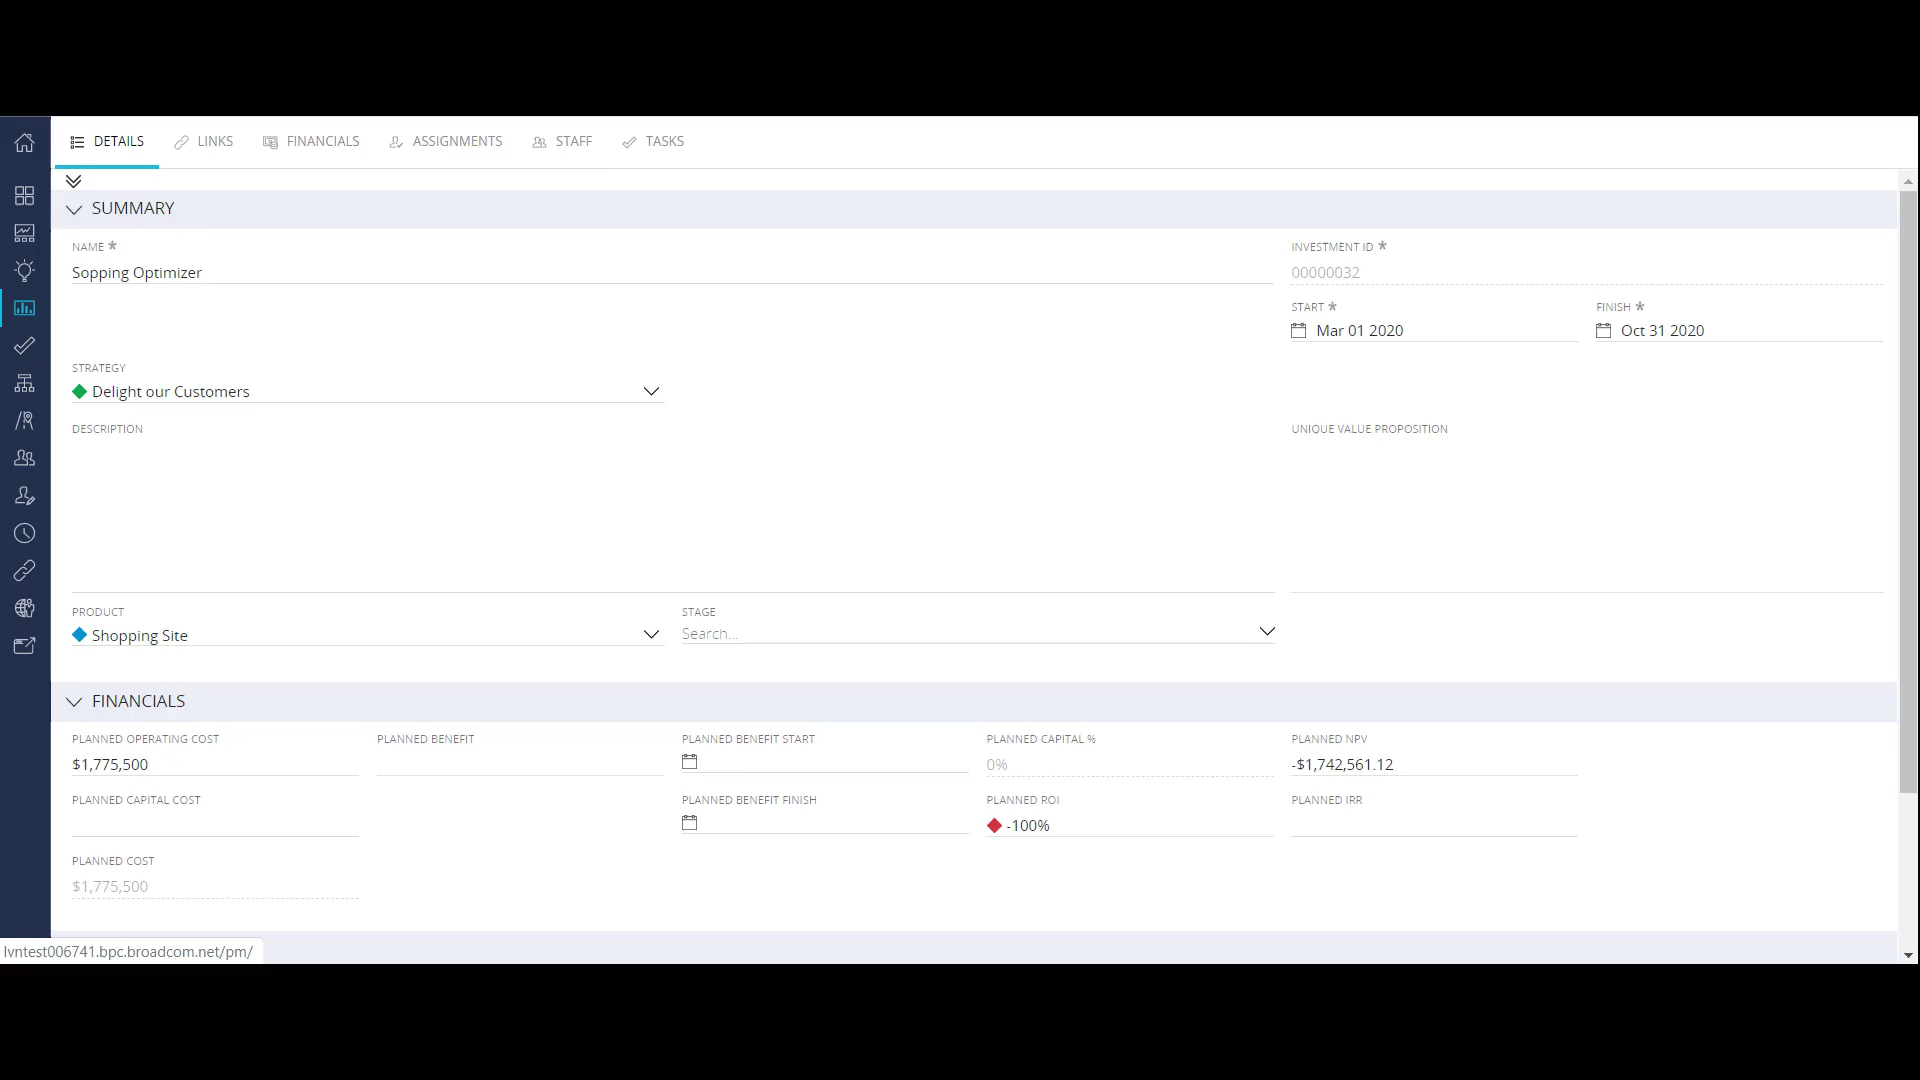 DETAILS LINKS FINANCIALS ASSIGNMENTS STAFF TASKS
SUMMARY
NAME * INVESTMENT ID *
Sopping Optimizer 00000032
START * FINISH *
Mar 01 2020 Oct 31 2020
STRATEGY
Delight our Customers
DESCRIPTION UNIQUE VALUE PROPOSITION
PRODUCT STAGE
Shopping Site Search...
FINANCIALS
PLANNED OPERATING COST PLANNED BENEFIT PLANNED BENEFIT START PLANNED CAPITAL % PLANNED NPV
$1,775,500 0% -$1,742,561.12
PLANNED CAPITAL COST PLANNED BENEFIT FINISH PLANNED ROI PLANNED IRR
-100%
PLANNED COST
$1,775,500
lvntest006741.bpc.broadcom.net/pm/